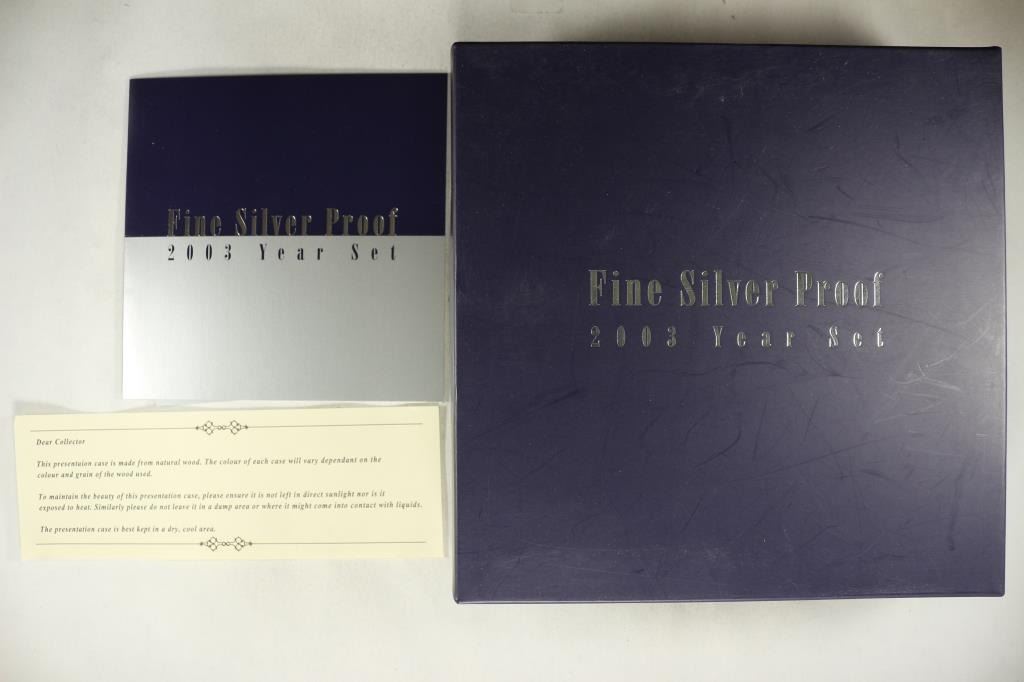 Fine Silver Proof
2003 Year Set
Fine Silver Proof
2003 Year Set
Dear Collector
This presentaion case is made from natural wood. The colour of each case will vary dependant on the
colour and grain of the wood used.
To maintain the beauty of this presentation case, please ensure it is not left in direct sunlight nor is it
exposed to heat. Similarly please do not leave it in a damp area or where it might come into contact with liquids.
The presentation case is best kept in a dry, cool area.